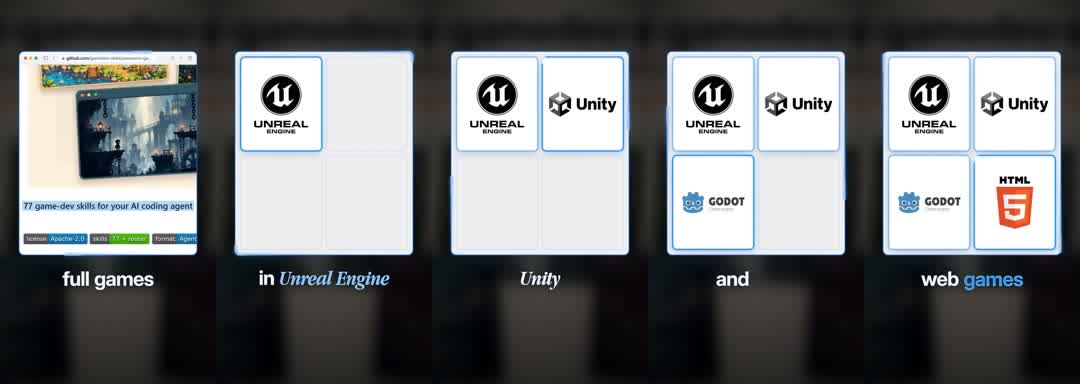 77 game-dev skills for your AI coding agent
license Apache-2.0 skills 77 + router format Agent
full games
UNREAL
ENGINE
in Unreal Engine
UNREAL
ENGINE
Unity
Unity
UNREAL
ENGINE
Unity
GODOT
and
UNREAL
ENGINE
Unity
GODOT
HTML
5
web games